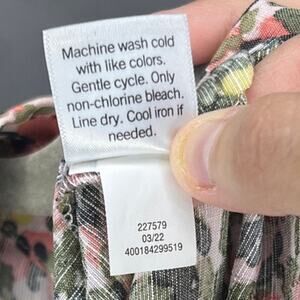 Machine wash cold
with like colors.
Gentle cycle. Only
non-chlorine bleach.
Line dry. Cool iron if
needed.
227579
03/22
400184299519